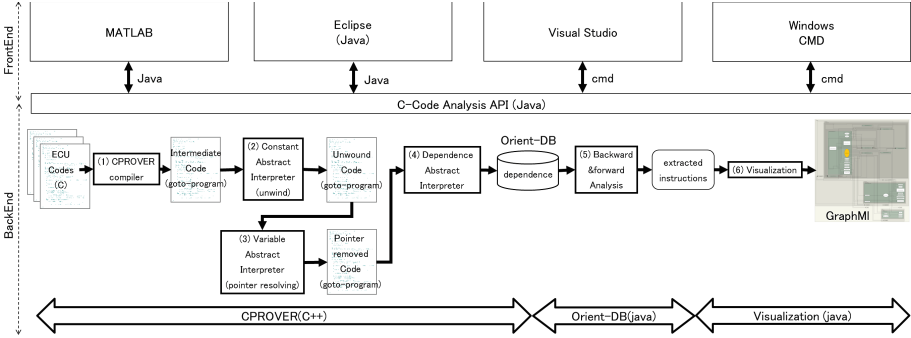 FrontEnd
MATLAB
Eclipse
(Java)
Visual Studio
Windows
CMD
Java
Java
cmd
cmd
C-Code Analysis API (Java)
BackEnd
ECU
Codes
(C)
(1) CPROVER
compiler
Intermediate
Code
(goto-program)
(2) Constant
Abstract
Interpreter
(unwind)
Unwound
Code
(goto-program)
(4) Dependence
Abstract
Interpreter
Orient-DB
dependence
(5) Backward
&forward
Analysis
extracted
instructions
(6) Visualization
GraphMl
(3) Variable
Abstract
Interpreter
(pointer resolving)
Pointer
removed
Code
(goto-program)
CPROVER(C++)
Orient-DB(java)
Visualization (java)